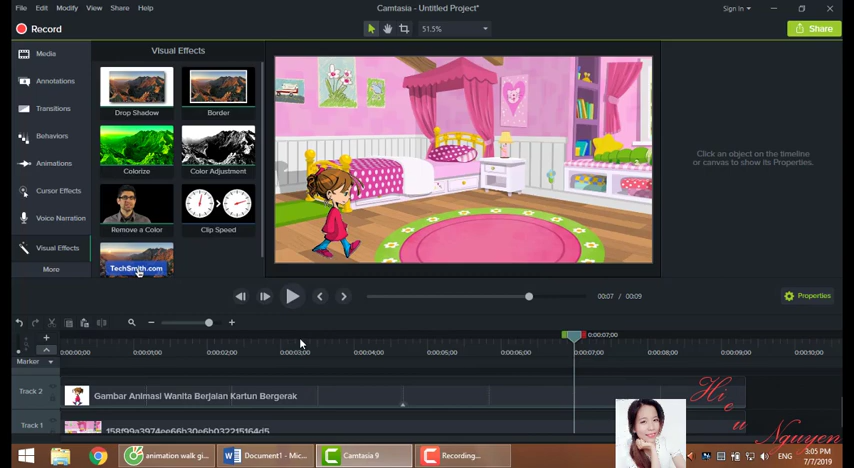 File Edit Modify View Share Help
Camtasia - Untitled Project*
Sign in
Record
51.5%
Share
Media
Annotations
Transitions
Behaviors
Animations
Cursor Effects
Voice Narration
Visual Effects
More
Visual Effects
Drop Shadow
Border
Colorize
Color Adjustment
Remove a Color
Clip Speed
TechSmith.com
Click an object on the timeline
or canvas to show its Properties.
00:07 / 00:09
Properties
0:00:07;00
Marker
0:00:00;00 0:00:01;00 0:00:02;00 0:00:03;00 0:00:04;00 0:00:05;00 0:00:06;00 0:00:07;00 0:00:08;00 0:00:09;00 0:00:10;00
Track 2
Gambar Animasi Wanita Berjalan Kartun Bergerak
Track 1
f58f99a3974ee66b30e6b032215164d5
Hieu
Nguyen
animation walk gi...
Document1 - Mic...
Camtasia 9
Recording...
ENG
3:05 PM
7/7/2019